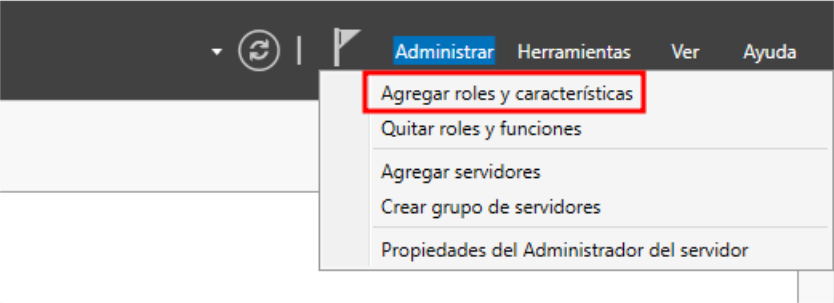 Administrar Herramientas Ver Ayuda
Agregar roles y características
Quitar roles y funciones
Agregar servidores
Crear grupo de servidores
Propiedades del Administrador del servidor